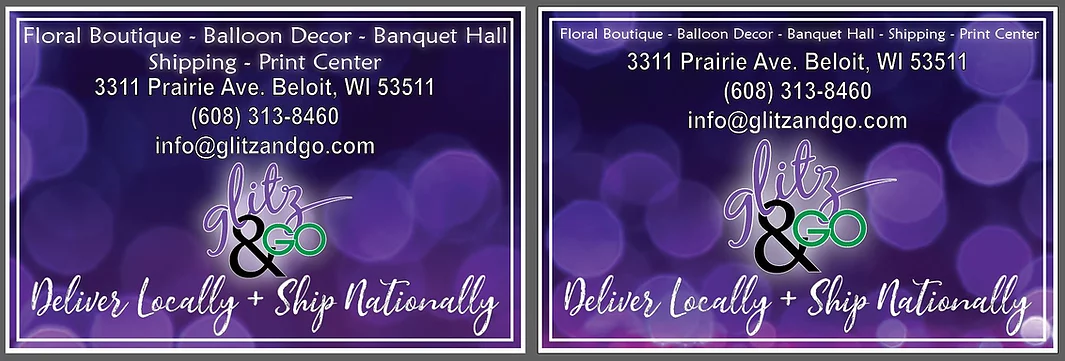 Floral Boutique - Balloon Decor - Banquet Hall
Shipping - Print Center
3311 Prairie Ave. Beloit, WI 53511
(608) 313-8460
info@glitzandgo.com
glitz
&GO
Deliver Locally + Ship Nationally
Floral Boutique - Balloon Decor - Banquet Hall - Shipping - Print Center
3311 Prairie Ave. Beloit, WI 53511
(608) 313-8460
info@glitzandgo.com
glitz
&GO
Deliver Locally + Ship Nationally